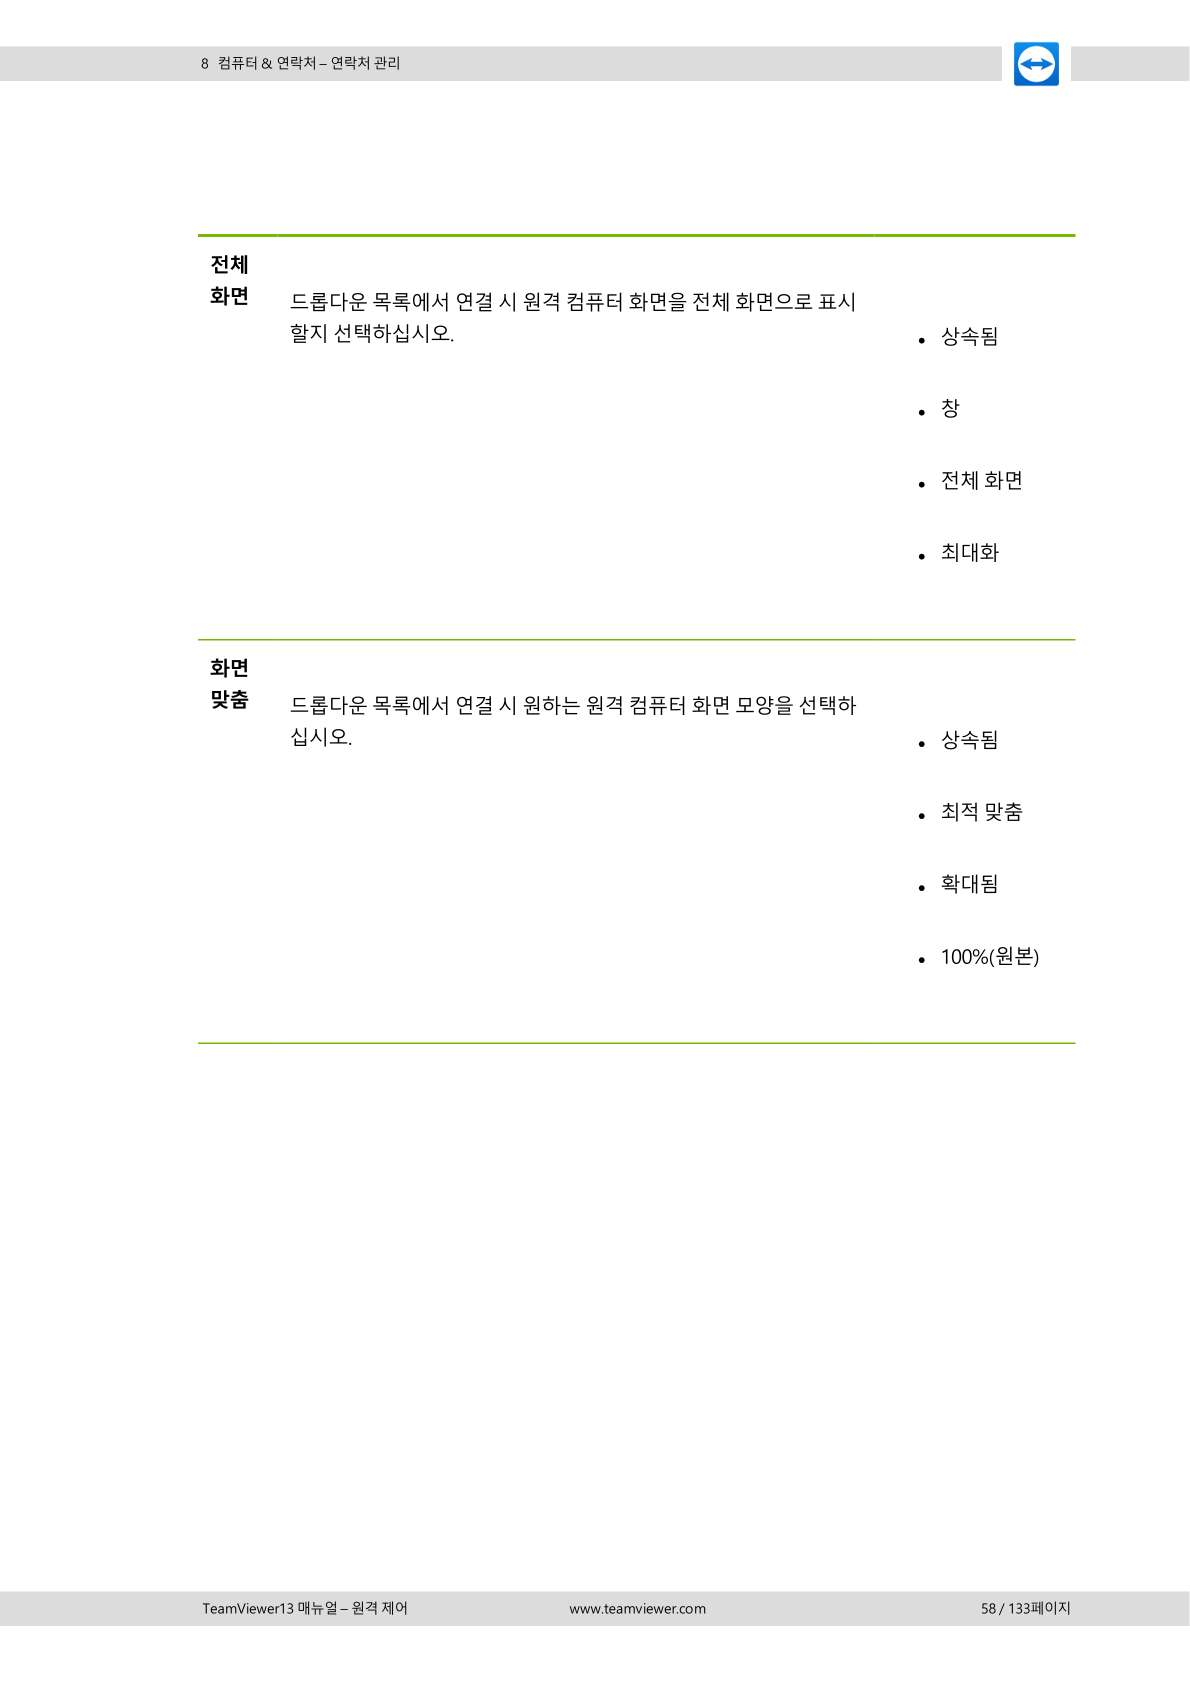 8 컴퓨터 & 연락처 – 연락처 관리
전체
화면
드롭다운 목록에서 연결 시 원격 컴퓨터 화면을 전체 화면으로 표시
할지 선택하십시오.
• 상속됨
• 창
• 전체 화면
• 최대화
화면
맞춤
드롭다운 목록에서 연결 시 원하는 원격 컴퓨터 화면 모양을 선택하
십시오.
• 상속됨
• 최적 맞춤
• 확대됨
• 100%(원본)
TeamViewer13 매뉴얼 – 원격 제어 www.teamviewer.com 58 / 133페이지